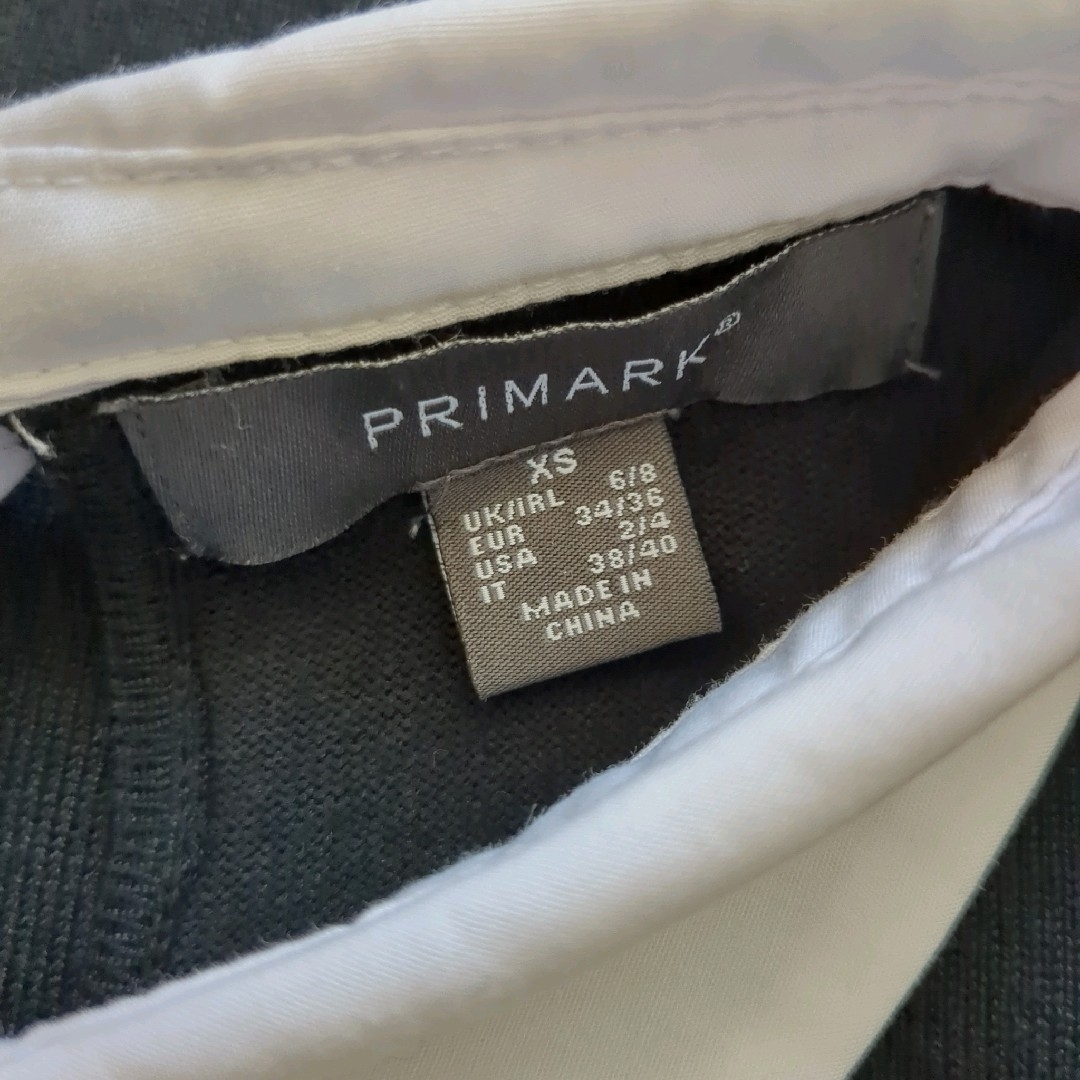 PRIMARK®
XS
UK/IRL 6/8
EUR 34/36
USA 2/4
IT 38/40
MADE IN
CHINA